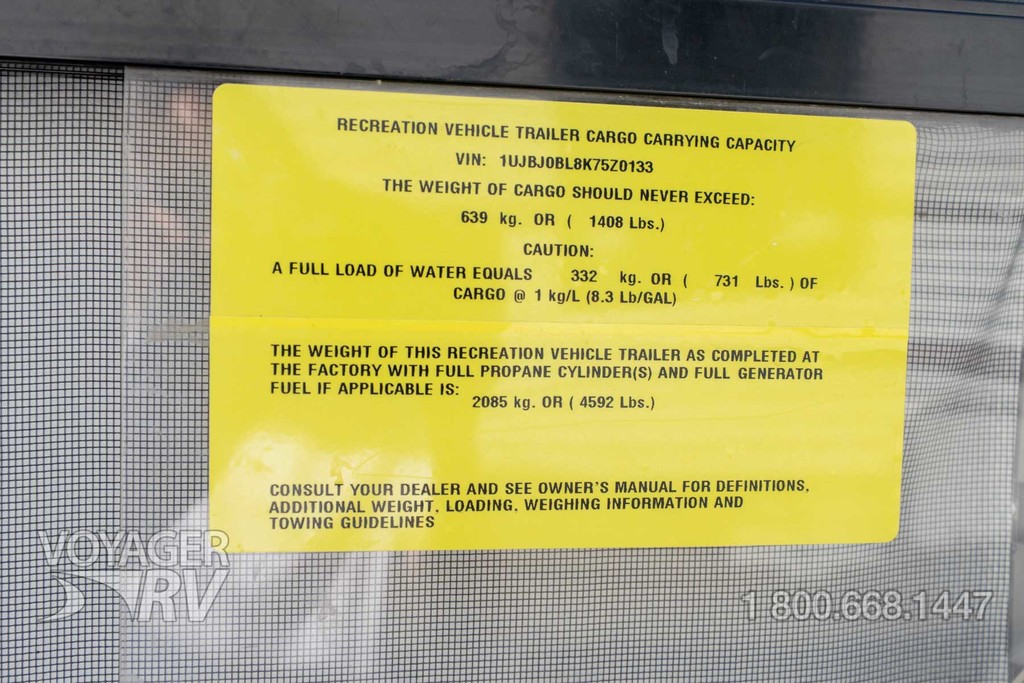 RECREATION VEHICLE TRAILER CARGO CARRYING CAPACITY
VIN: 1UJBJ0BL8K75Z0133
THE WEIGHT OF CARGO SHOULD NEVER EXCEED:
639 kg. OR ( 1408 Lbs.)
CAUTION:
A FULL LOAD OF WATER EQUALS 332 kg. OR ( 731 Lbs. ) OF
CARGO @ 1 kg/L (8.3 Lb/GAL)
THE WEIGHT OF THIS RECREATION VEHICLE TRAILER AS COMPLETED AT
THE FACTORY WITH FULL PROPANE CYLINDER(S) AND FULL GENERATOR
FUEL IF APPLICABLE IS:
2085 kg. OR ( 4592 Lbs.)
CONSULT YOUR DEALER AND SEE OWNER'S MANUAL FOR DEFINITIONS,
ADDITIONAL WEIGHT, LOADING, WEIGHING INFORMATION AND
TOWING GUIDELINES
VOYAGER
RV
1 800.668.1447